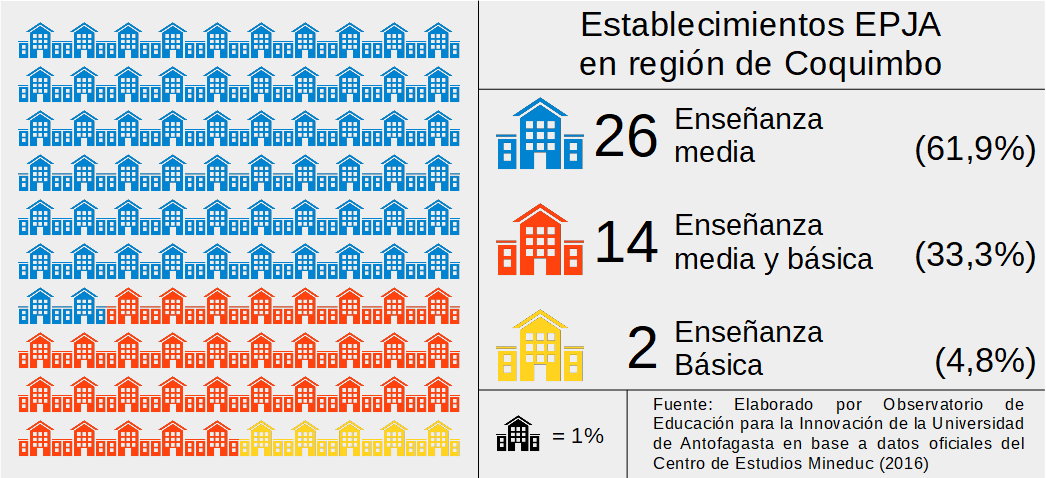 Establecimientos EPJA
en región de Coquimbo
26 Enseñanza
media (61,9%)
14 Enseñanza
media y básica (33,3%)
2 Enseñanza
Básica (4,8%)
= 1%
Fuente: Elaborado por Observatorio de
Educación para la Innovación de la Universidad
de Antofagasta en base a datos oficiales del
Centro de Estudios Mineduc (2016)